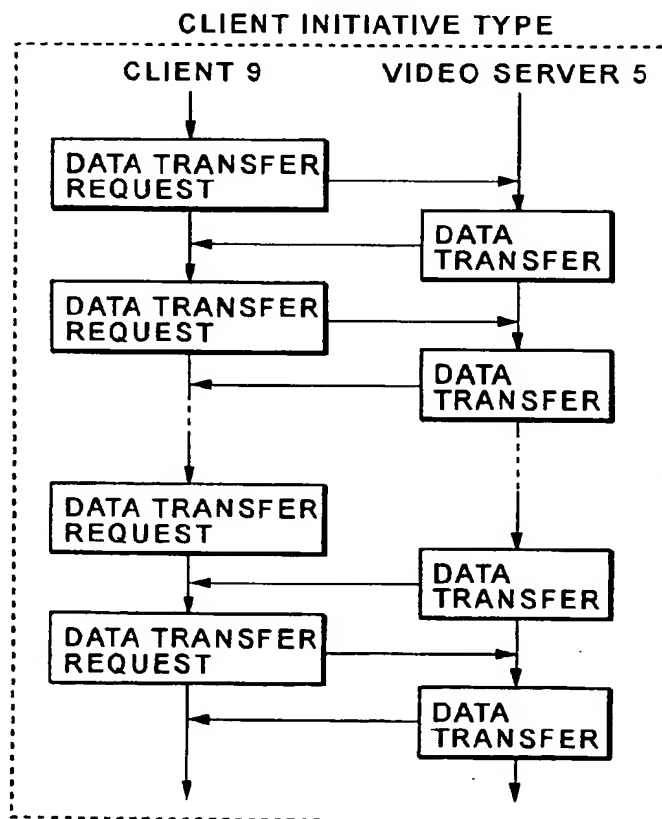 CLIENT INITIATIVE TYPE
CLIENT 9
VIDEO SERVER 5
DATA TRANSFER
REQUEST
DATA
TRANSFER
DATA TRANSFER
REQUEST
DATA
TRANSFER
DATA TRANSFER
REQUEST
DATA
TRANSFER
DATA TRANSFER
REQUEST
DATA
TRANSFER